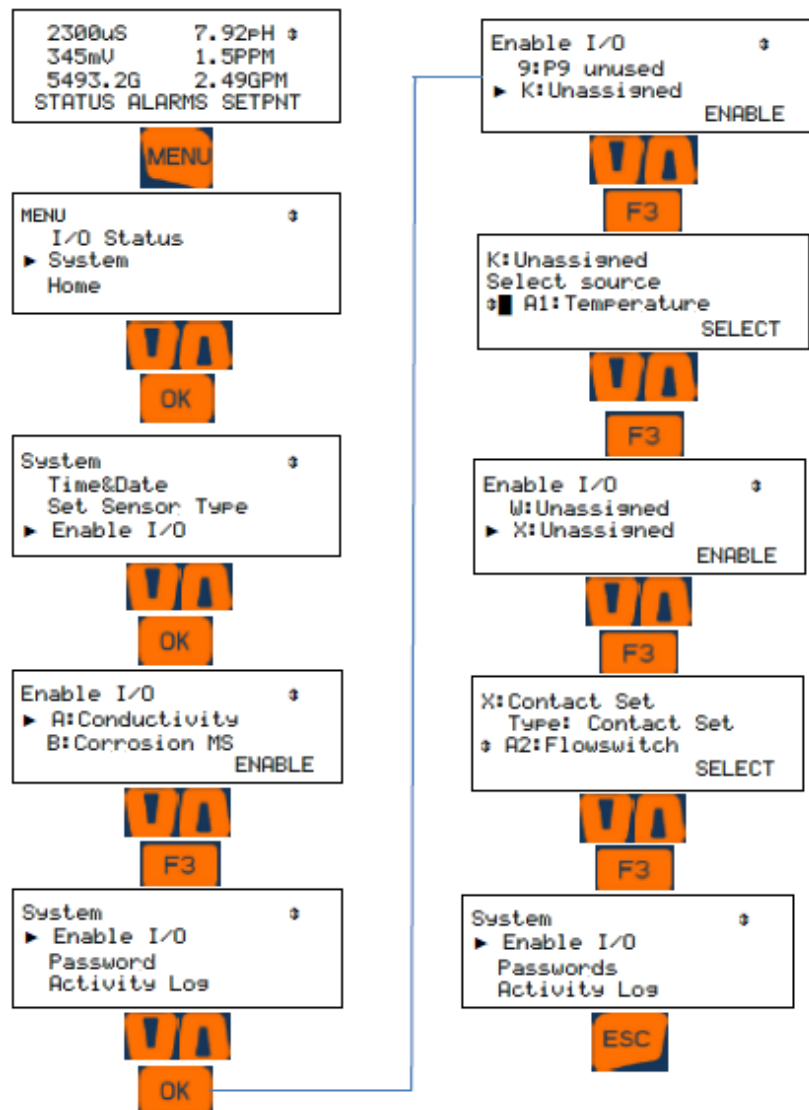 2300uS 7.92pH
345mV 1.5PPM
5493.2G 2.49GPM
STATUS ALARMS SETPNT
MENU
MENU
I/O Status
► System
Home
OK
System
Time&Date
Set Sensor Type
► Enable I/O
OK
Enable I/O
► A:Conductivity
B:Corrosion MS
ENABLE
F3
System
► Enable I/O
Password
Activity Log
OK
Enable I/O
9:P9 unused
► K:Unassigned
ENABLE
F3
K:Unassigned
Select source
A1:Temperature
SELECT
F3
Enable I/O
W:Unassigned
► X:Unassigned
ENABLE
F3
X:Contact Set
Type: Contact Set
A2:Flowswitch
SELECT
F3
System
► Enable I/O
Passwords
Activity Log
ESC